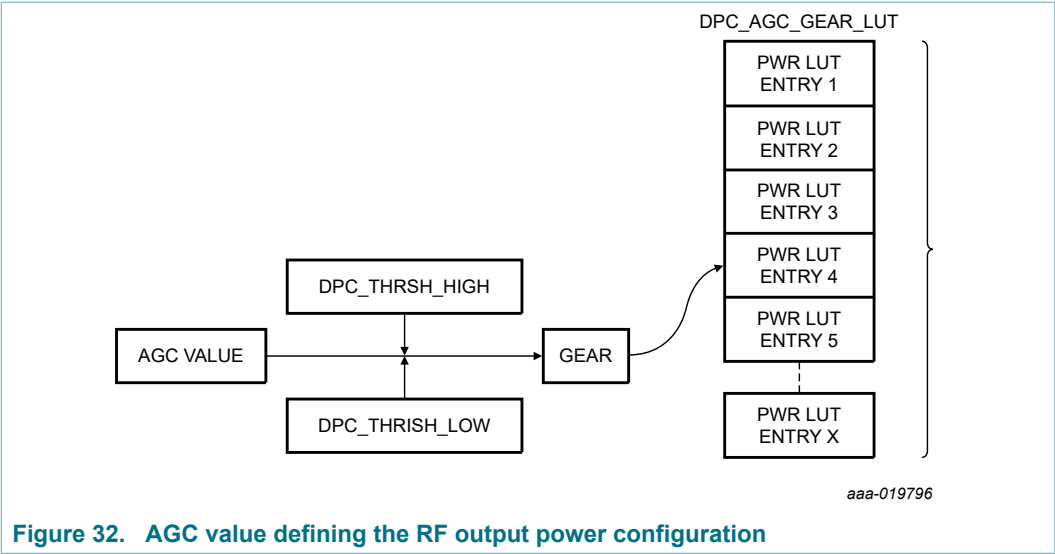 DPC_AGC_GEAR_LUT
PWR LUT
ENTRY 1
PWR LUT
ENTRY 2
PWR LUT
ENTRY 3
PWR LUT
ENTRY 4
PWR LUT
ENTRY 5
PWR LUT
ENTRY X
DPC_THRSH_HIGH
AGC VALUE
GEAR
DPC_THRISH_LOW
aaa-019796
Figure 32. AGC value defining the RF output power configuration